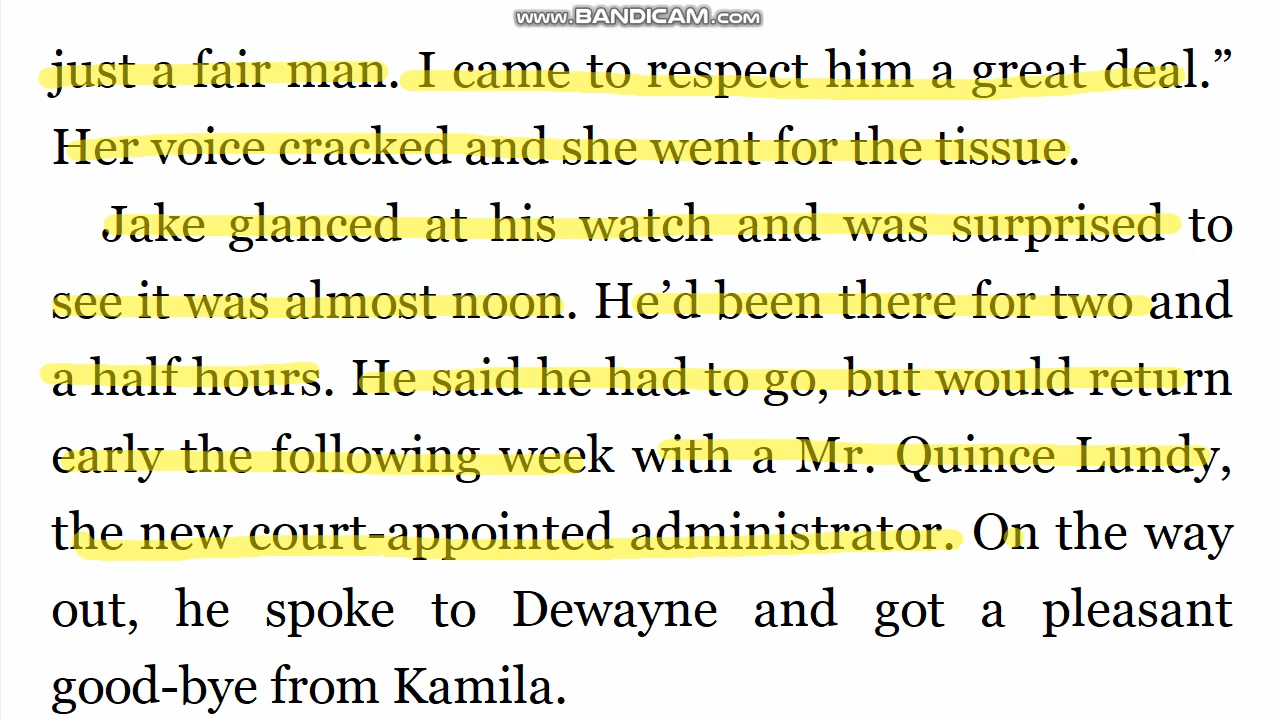 www.BANDICAM.com
just a fair man. I came to respect him a great deal.”
Her voice cracked and she went for the tissue.
Jake glanced at his watch and was surprised to
see it was almost noon. He’d been there for two and
a half hours. He said he had to go, but would return
early the following week with a Mr. Quince Lundy,
the new court-appointed administrator. On the way
out, he spoke to Dewayne and got a pleasant
good-bye from Kamila.